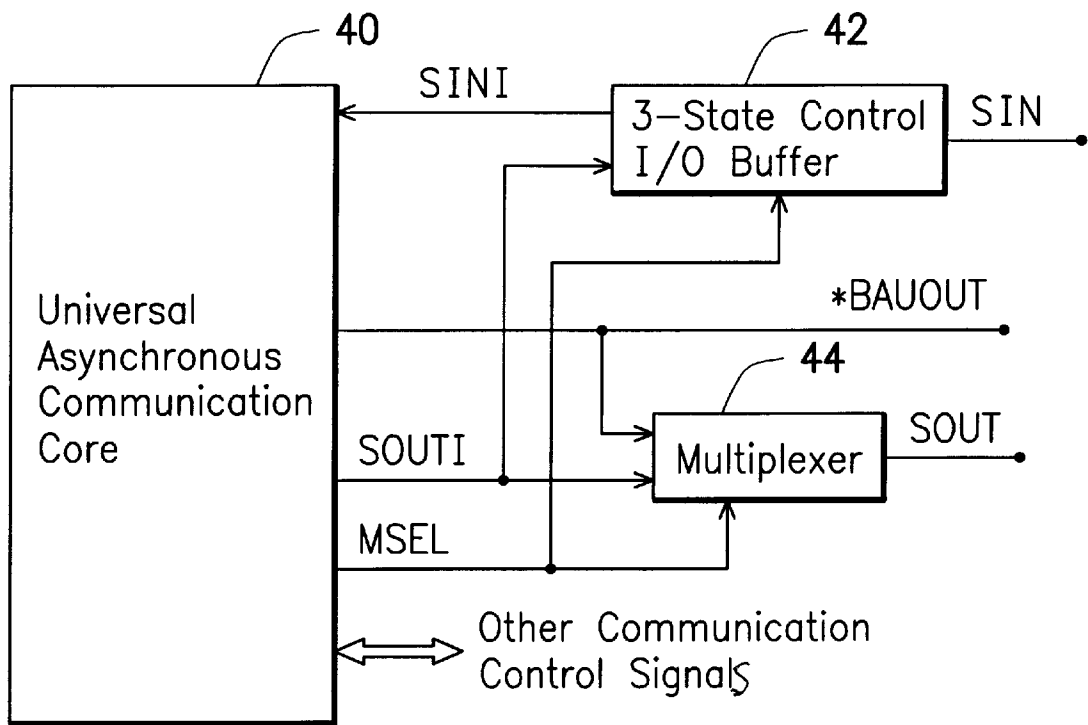 40
42
SINI
3-State Control
I/O Buffer
SIN
Universal
Asynchronous
Communication
Core
*BAUOUT
44
SOUTI
Multiplexer
SOUT
MSEL
Other Communication
Control Signals